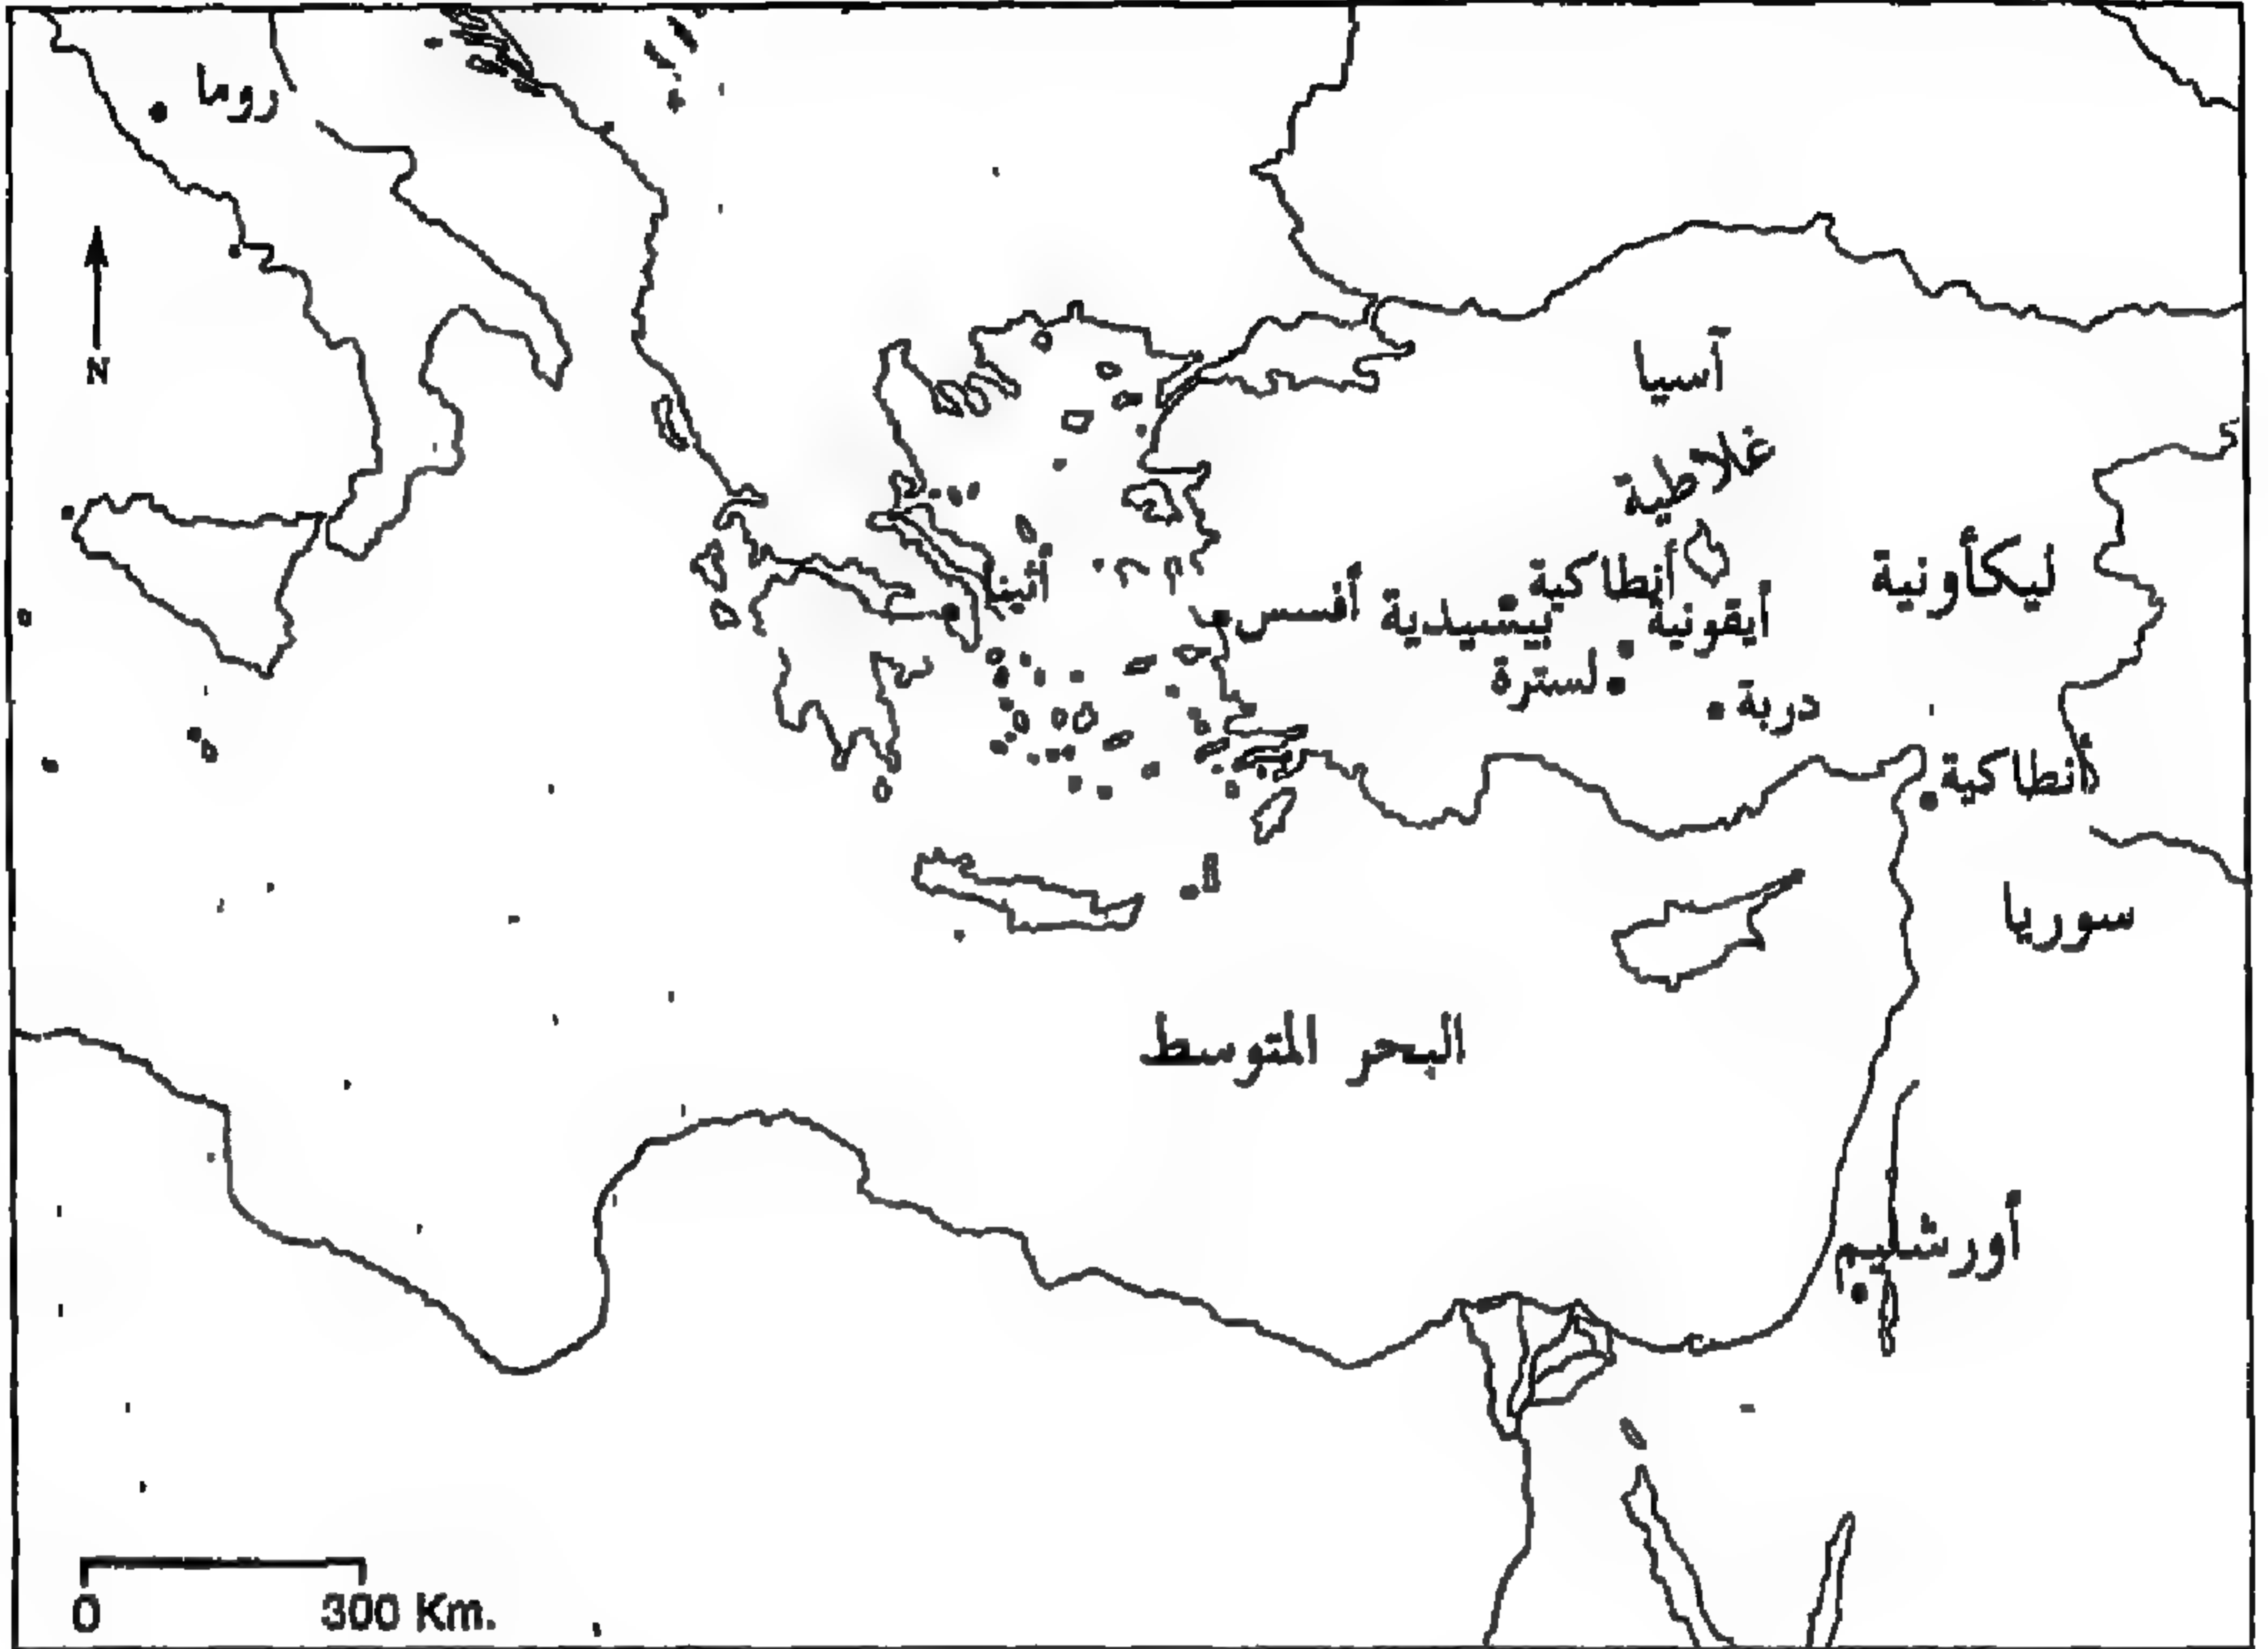 روما
N
آسيا
غلاطية
ليكأونية
أنطاكية
بيسيدية
أيقونية
أفسس
أثينا
لسترة
دربة
أنطاكية
سوريا
البحر المتوسط
أورشليم
0 300 Km.